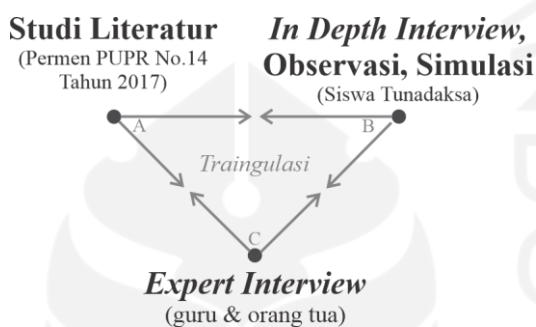 Studi Literatur
(Permen PUPR No.14
Tahun 2017)
In Depth Interview,
Observasi, Simulasi
(Siswa Tunadaksa)
A
B
Traingulasi
C
Expert Interview
(guru & orang tua)